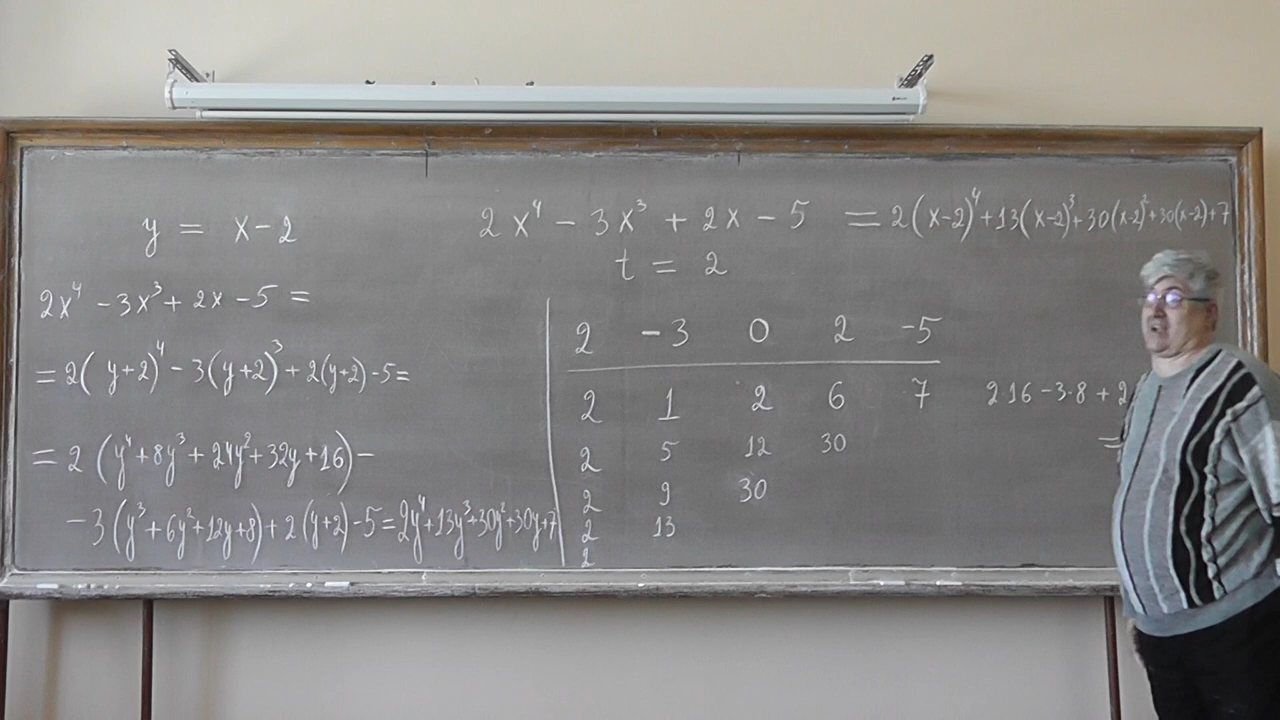 y = x-2
2x⁴ - 3x³ + 2x - 5 =
= 2( y+2)⁴ - 3(y+2)³ + 2(y+2) - 5 =
= 2 (y⁴ + 8y³ + 24y² + 32y + 16) -
- 3 (y³ + 6y² + 12y + 8) + 2 (y+2) - 5 = 2y⁴ + 13y³ + 30y² + 30y + 7
2x⁴ - 3x³ + 2x - 5 = 2(x-2)⁴ + 13(x-2)³ + 30(x-2)² + 30(x-2) + 7
t = 2
2 -3 0 2 -5
2 1 2 6 7
2 5 12 30
2 9 30
2 13
2
2·16 - 3·8 + 2
=